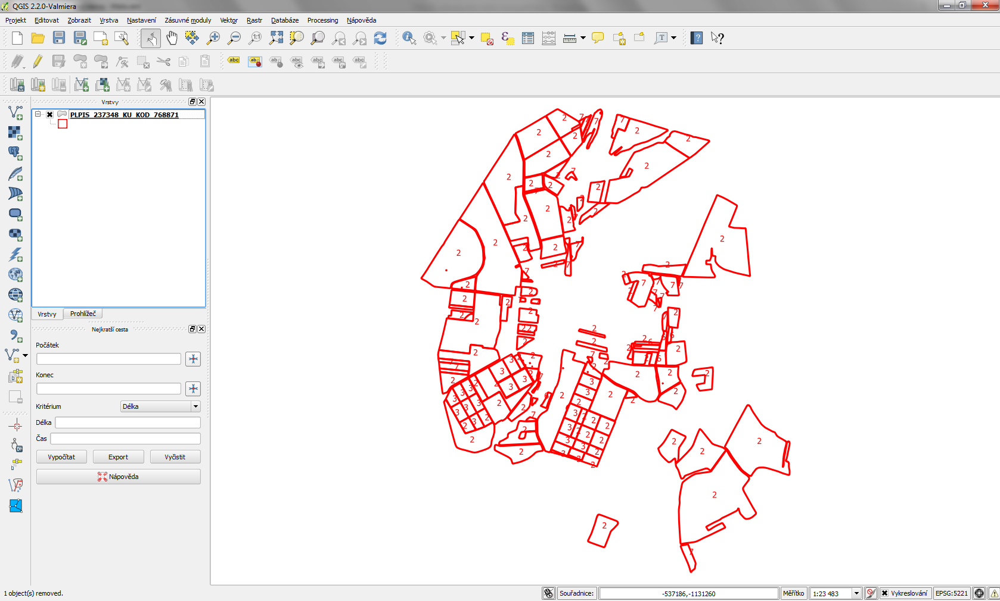 QGIS 2.2.0-Valmiera
Projekt Editovat Zobrazit Vrstva Nastavení Zásuvné moduly Vektor Rastr Databáze Processing Nápověda
Vrstvy
PLPIS_237348_KU_KOD_768871
Vrstvy Prohlížeč
Nejkratší cesta
Počátek
Konec
Kritérium Délka
Délka
Čas
Vypočítat Export Vyčistit
Nápověda
1 object(s) removed. Souřadnice: -537186,-1131260 Měřítko 1:23 483 Vykreslování EPSG:5221